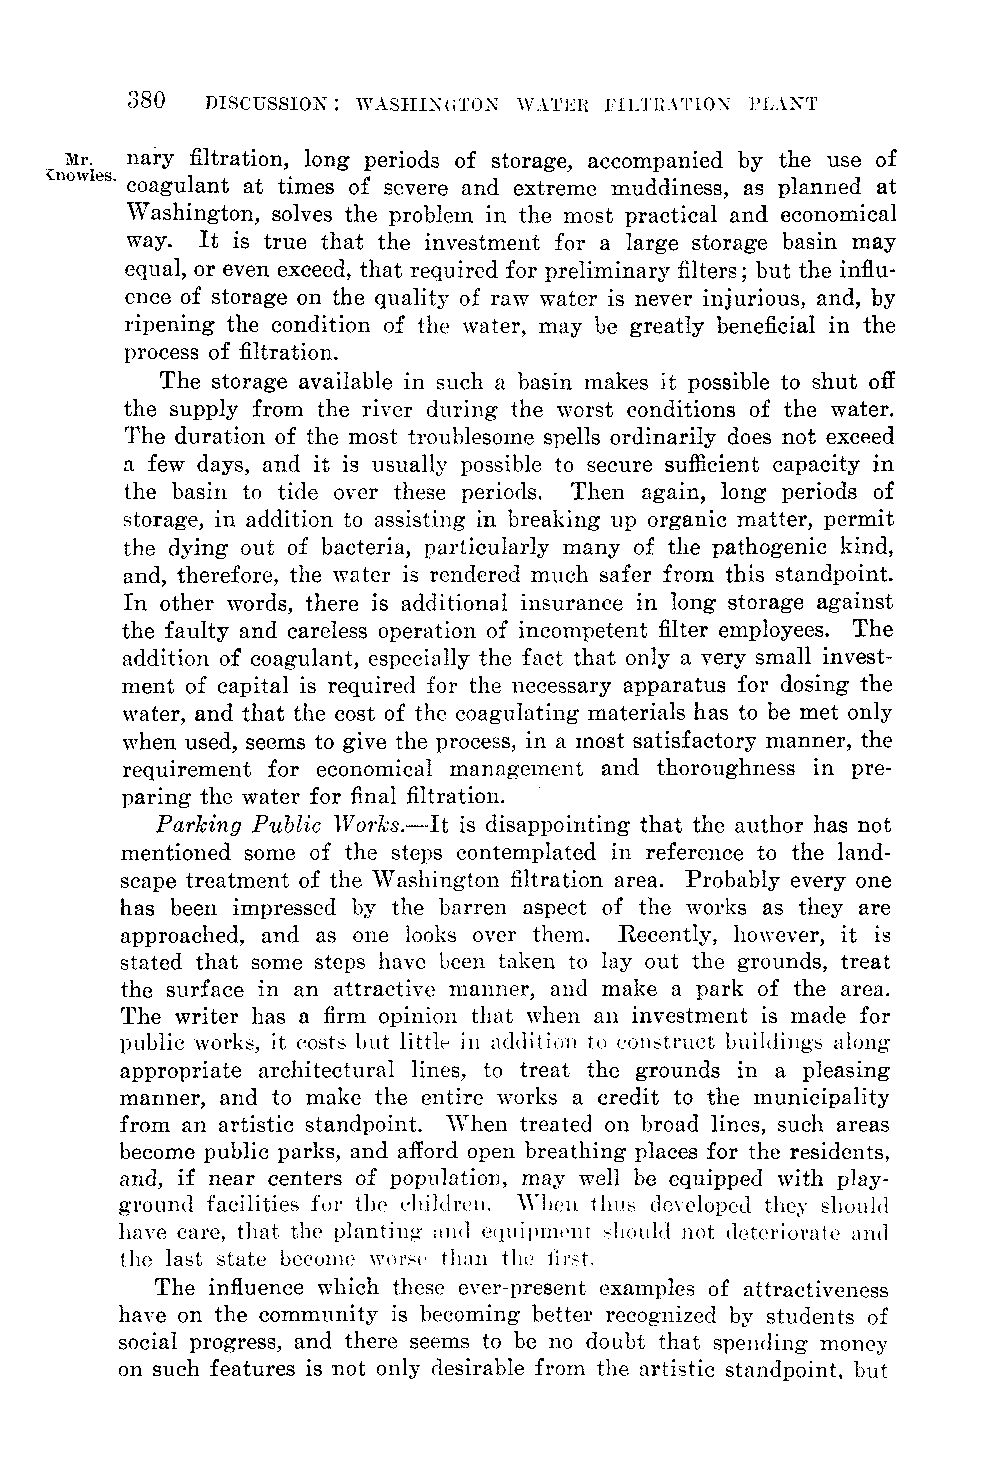 380 DISCUSSION: WASHINGTON WATER FILTRATION PLANT
Mr. nary filtration, long periods of storage, accompanied by the use of
Knowles. coagulant at times of severe and extreme muddiness, as planned at
Washington, solves the problem in the most practical and economical
way. It is true that the investment for a large storage basin may
equal, or even exceed, that required for preliminary filters; but the influ-
ence of storage on the quality of raw water is never injurious, and, by
ripening the condition of the water, may be greatly beneficial in the
process of filtration.
The storage available in such a basin makes it possible to shut off
the supply from the river during the worst conditions of the water.
The duration of the most troublesome spells ordinarily does not exceed
a few days, and it is usually possible to secure sufficient capacity in
the basin to tide over these periods. Then again, long periods of
storage, in addition to assisting in breaking up organic matter, permit
the dying out of bacteria, particularly many of the pathogenic kind,
and, therefore, the water is rendered much safer from this standpoint.
In other words, there is additional insurance in long storage against
the faulty and careless operation of incompetent filter employees. The
addition of coagulant, especially the fact that only a very small invest-
ment of capital is required for the necessary apparatus for dosing the
water, and that the cost of the coagulating materials has to be met only
when used, seems to give the process, in a most satisfactory manner, the
requirement for economical management and thoroughness in pre-
paring the water for final filtration.
Parking Public Works.—It is disappointing that the author has not
mentioned some of the steps contemplated in reference to the land-
scape treatment of the Washington filtration area. Probably every one
has been impressed by the barren aspect of the works as they are
approached, and as one looks over them. Recently, however, it is
stated that some steps have been taken to lay out the grounds, treat
the surface in an attractive manner, and make a park of the area.
The writer has a firm opinion that when an investment is made for
public works, it costs but little in addition to construct buildings along
appropriate architectural lines, to treat the grounds in a pleasing
manner, and to make the entire works a credit to the municipality
from an artistic standpoint. When treated on broad lines, such areas
become public parks, and afford open breathing places for the residents,
and, if near centers of population, may well be equipped with play-
ground facilities for the children. When thus developed they should
have care, that the planting and equipment should not deteriorate and
the last state become worse than the first.
The influence which these ever-present examples of attractiveness
have on the community is becoming better recognized by students of
social progress, and there seems to be no doubt that spending money
on such features is not only desirable from the artistic standpoint, but